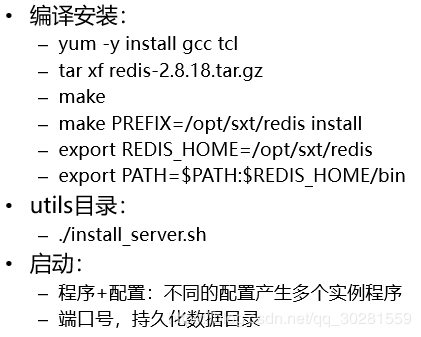 • 编译安装：
– yum -y install gcc tcl
– tar xf redis-2.8.18.tar.gz
– make
– make PREFIX=/opt/sxt/redis install
– export REDIS_HOME=/opt/sxt/redis
– export PATH=$PATH:$REDIS_HOME/bin
• utils目录：
– ./install_server.sh
• 启动：
– 程序+配置：不同的配置产生多个实例程序
– 端口号，持久化数据目录
sdn.net/qq_30281559